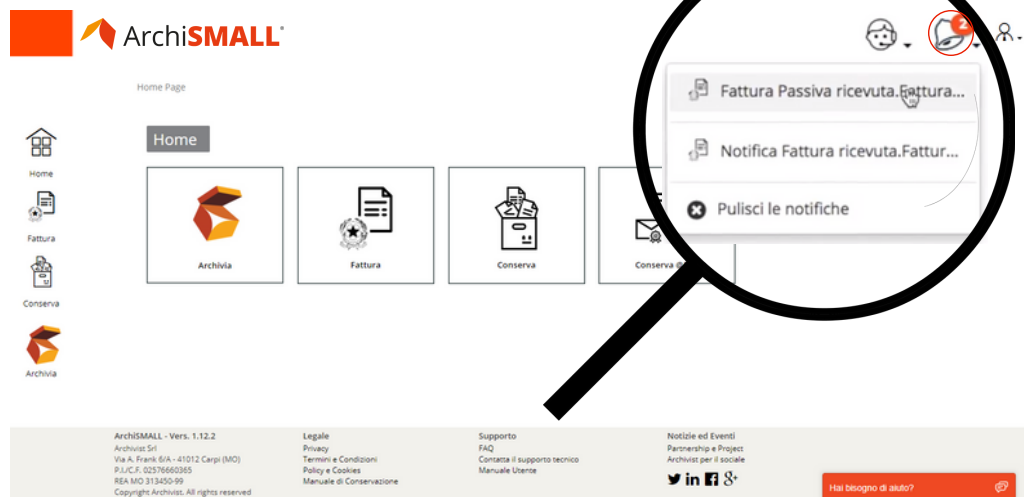 ArchiSMALL®
2
Home Page
Home
Fattura Passiva ricevuta.Fattura...
Notifica Fattura ricevuta.Fattur...
Pulisci le notifiche
Home
Fattura
Conserva
Archivia
Archivia
Fattura
Conserva
Conserva @
ArchiSMALL - Vers. 1.12.2
Archivist Srl
Via A. Frank 6/A - 41012 Carpi (MO)
P.I./C.F. 02576660365
REA MO 313450-99
Copyright Archivist. All rights reserved
Legale
Privacy
Termini e Condizioni
Policy e Cookies
Manuale di Conservazione
Supporto
FAQ
Contatta il supporto tecnico
Manuale Utente
Notizie ed Eventi
Partnership e Project
Archivist per il sociale
Hai bisogno di aiuto?